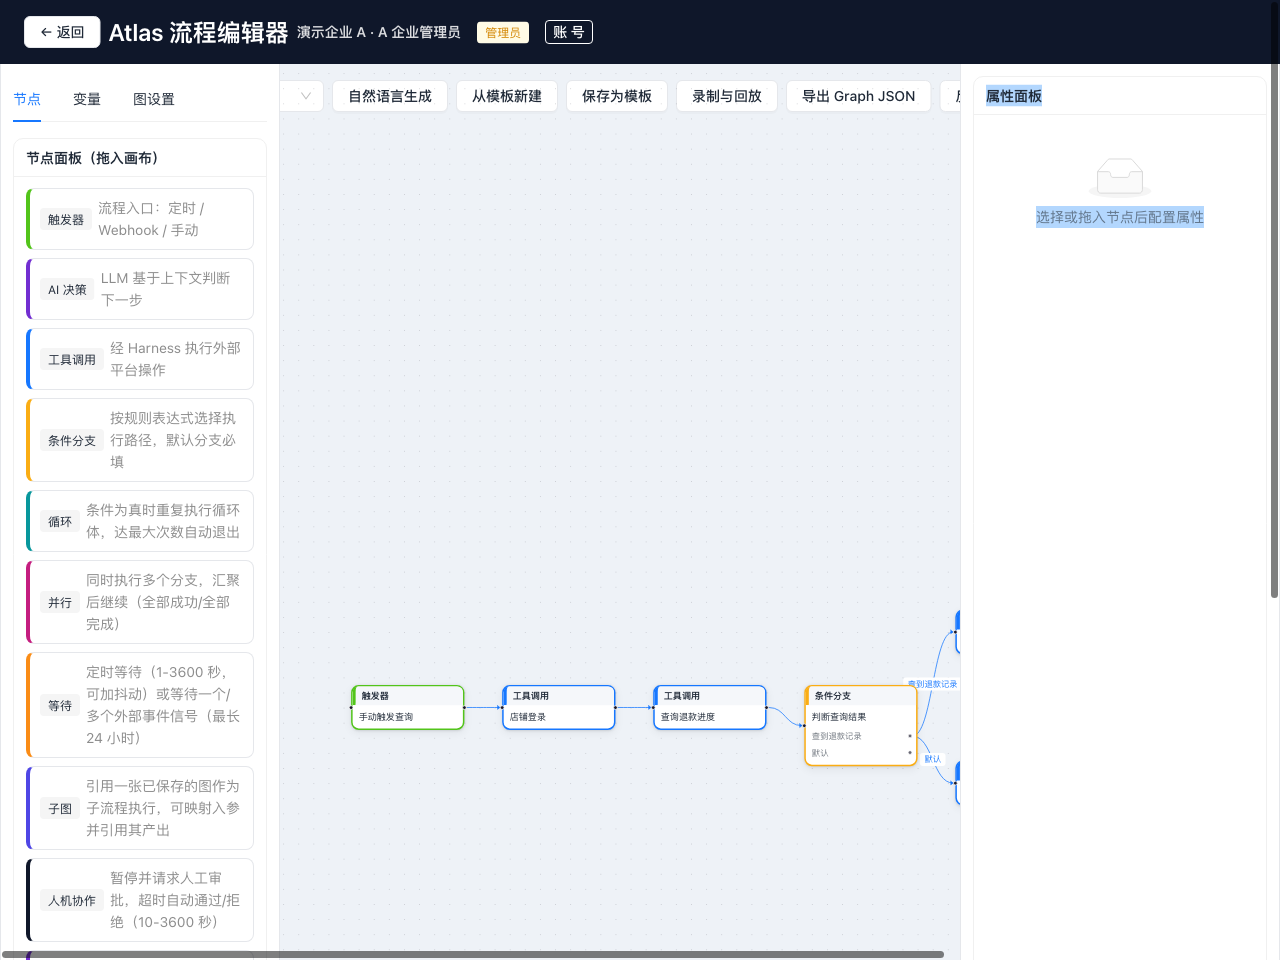 ← 返回
Atlas 流程编辑器
演示企业 A · A 企业管理员
管理员
账 号
节点
变量
图设置
节点面板（拖入画布）
触发器
流程入口：定时 /
Webhook / 手动
AI 决策
LLM 基于上下文判断
下一步
工具调用
经 Harness 执行外部
平台操作
条件分支
按规则表达式选择执
行路径，默认分支必
填
循环
条件为真时重复执行循环
体，达最大次数自动退出
并行
同时执行多个分支，汇聚
后继续（全部成功/全部
完成）
等待
定时等待（1-3600 秒，
可加抖动）或等待一个/
多个外部事件信号（最长
24 小时）
子图
引用一张已保存的图作为
子流程执行，可映射入参
并引用其产出
人机协作
暂停并请求人工审
批，超时自动通过/拒
绝（10-3600 秒）
自然语言生成
从模板新建
保存为模板
录制与回放
导出 Graph JSON
触发器
手动触发查询
工具调用
店铺登录
工具调用
查询退款进度
条件分支
判断查询结果
查到退款记录
默认
查到退款记录
默认
属性面板
选择或拖入节点后配置属性